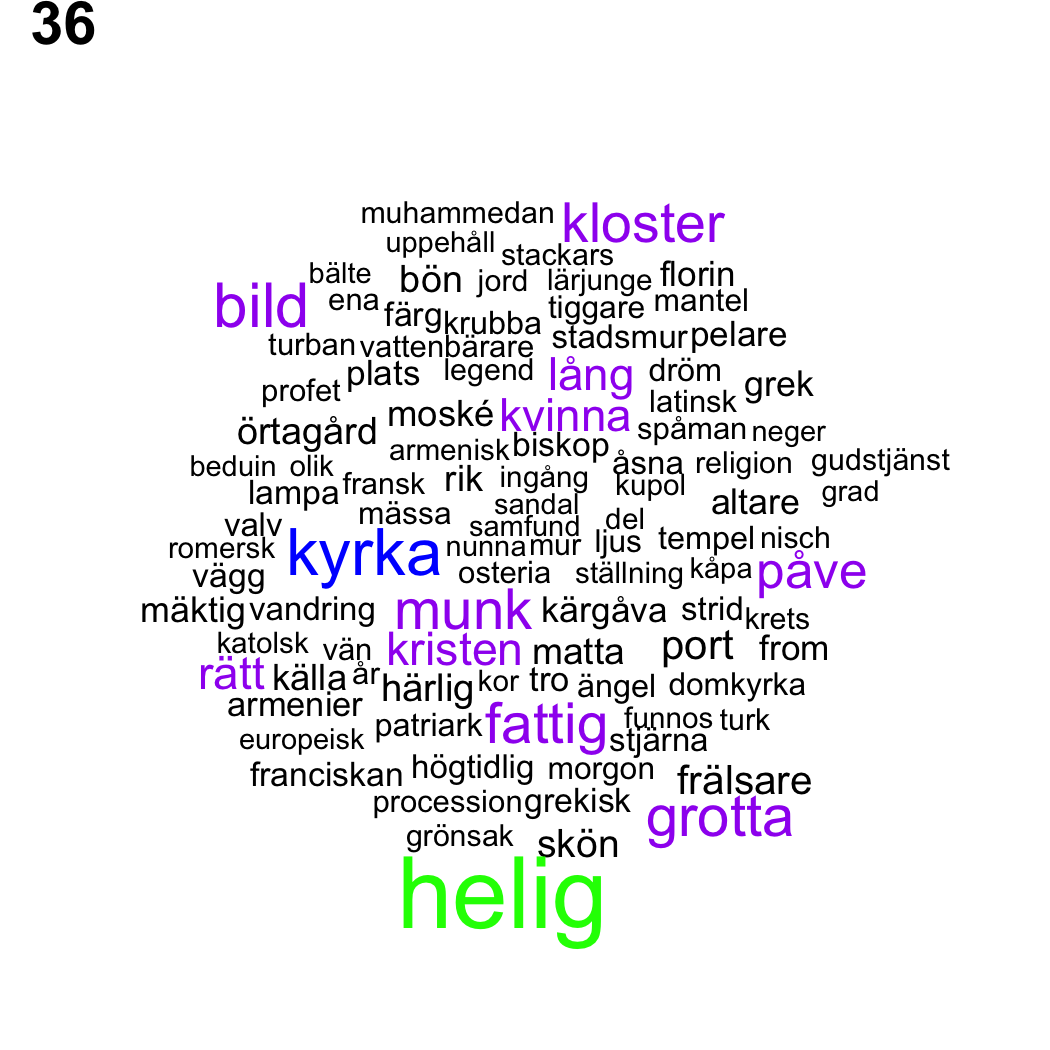 36
muhammedan kloster
uppehåll stackars
bälte bön jord lärjunge florin
bild ena färg krubba tiggare mantel
turban vattenbärare stadsmur pelare
profet plats legend lång dröm grek
örtagård moské kvinna latinsk
armenisk biskop spåman neger
beduin olik fransk rik ingång åsna religion gudstjänst
lampa sandal kupol altare grad
valv mässa samfund del
romersk kyrka nunna mur ljus tempel nisch
vägg osteria ställning kåpa påve
mäktig vandring munk kärgåva strid krets
katolsk vän kristen matta port from
rätt källa år härlig kor tro ängel domkyrka
armenier patriark fattig funnos turk
europeisk stjärna
franciskan högtidlig morgon frälsare
procession grekisk grotta
grönsak skön
helig